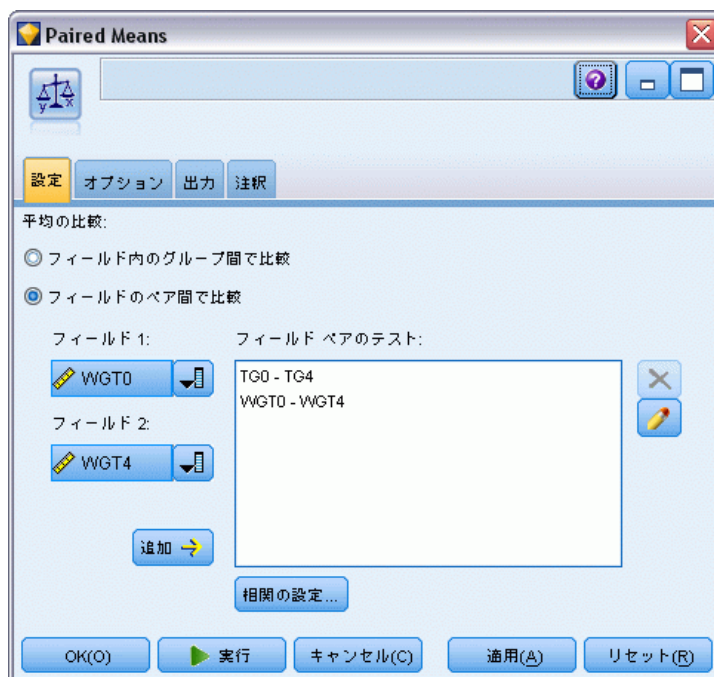 Paired Means
設定 オプション 出力 注釈
平均の比較:
フィールド内のグループ間で比較
フィールドのペア間で比較
フィールド 1:
フィールド ペアのテスト:
WGT0
TG0 - TG4
WGT0 - WGT4
フィールド 2:
WGT4
追加
相関の設定...
OK(O) 実行 キャンセル(C) 適用(A) リセット(R)